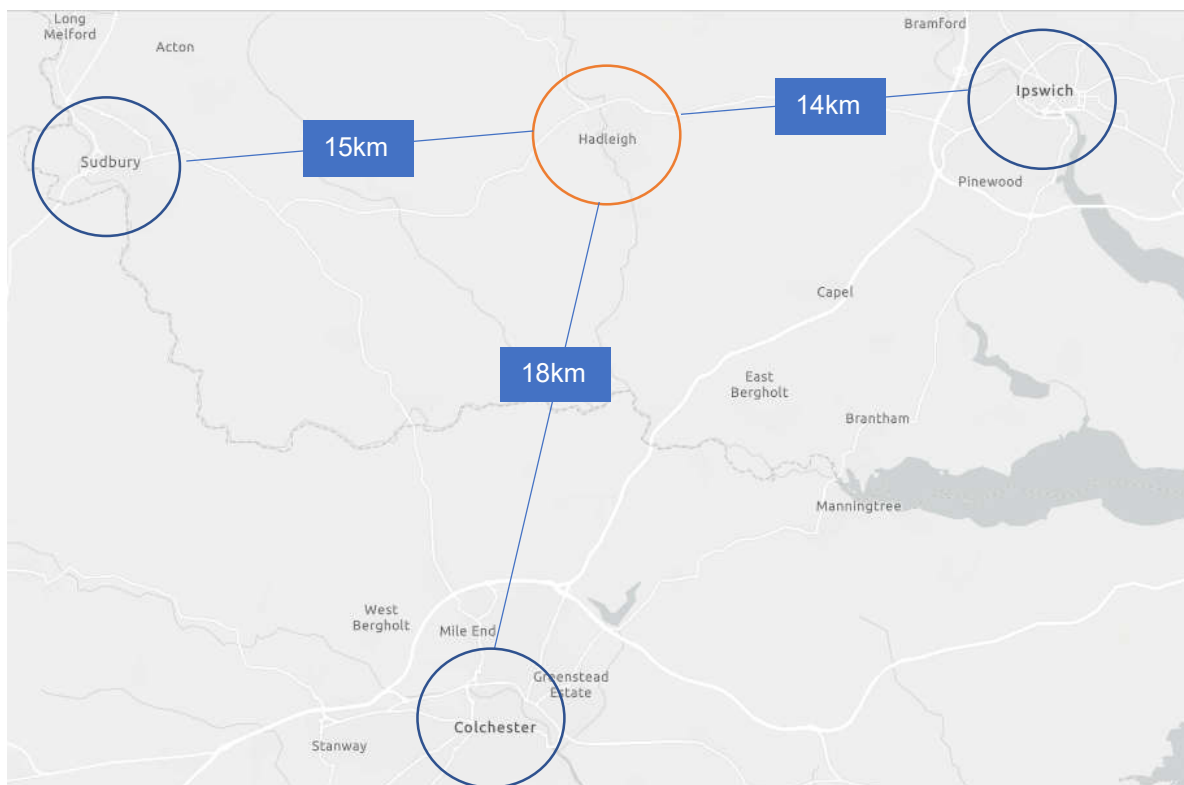 Long
Melford
Acton
Bramford
Ipswich
14km
Hadleigh
15km
Sudbury
Pinewood
Capel
18km
East
Bergholt
Brantham
Manningtree
West
Bergholt
Mile End
Greenstead
Estate
Colchester
Stanway